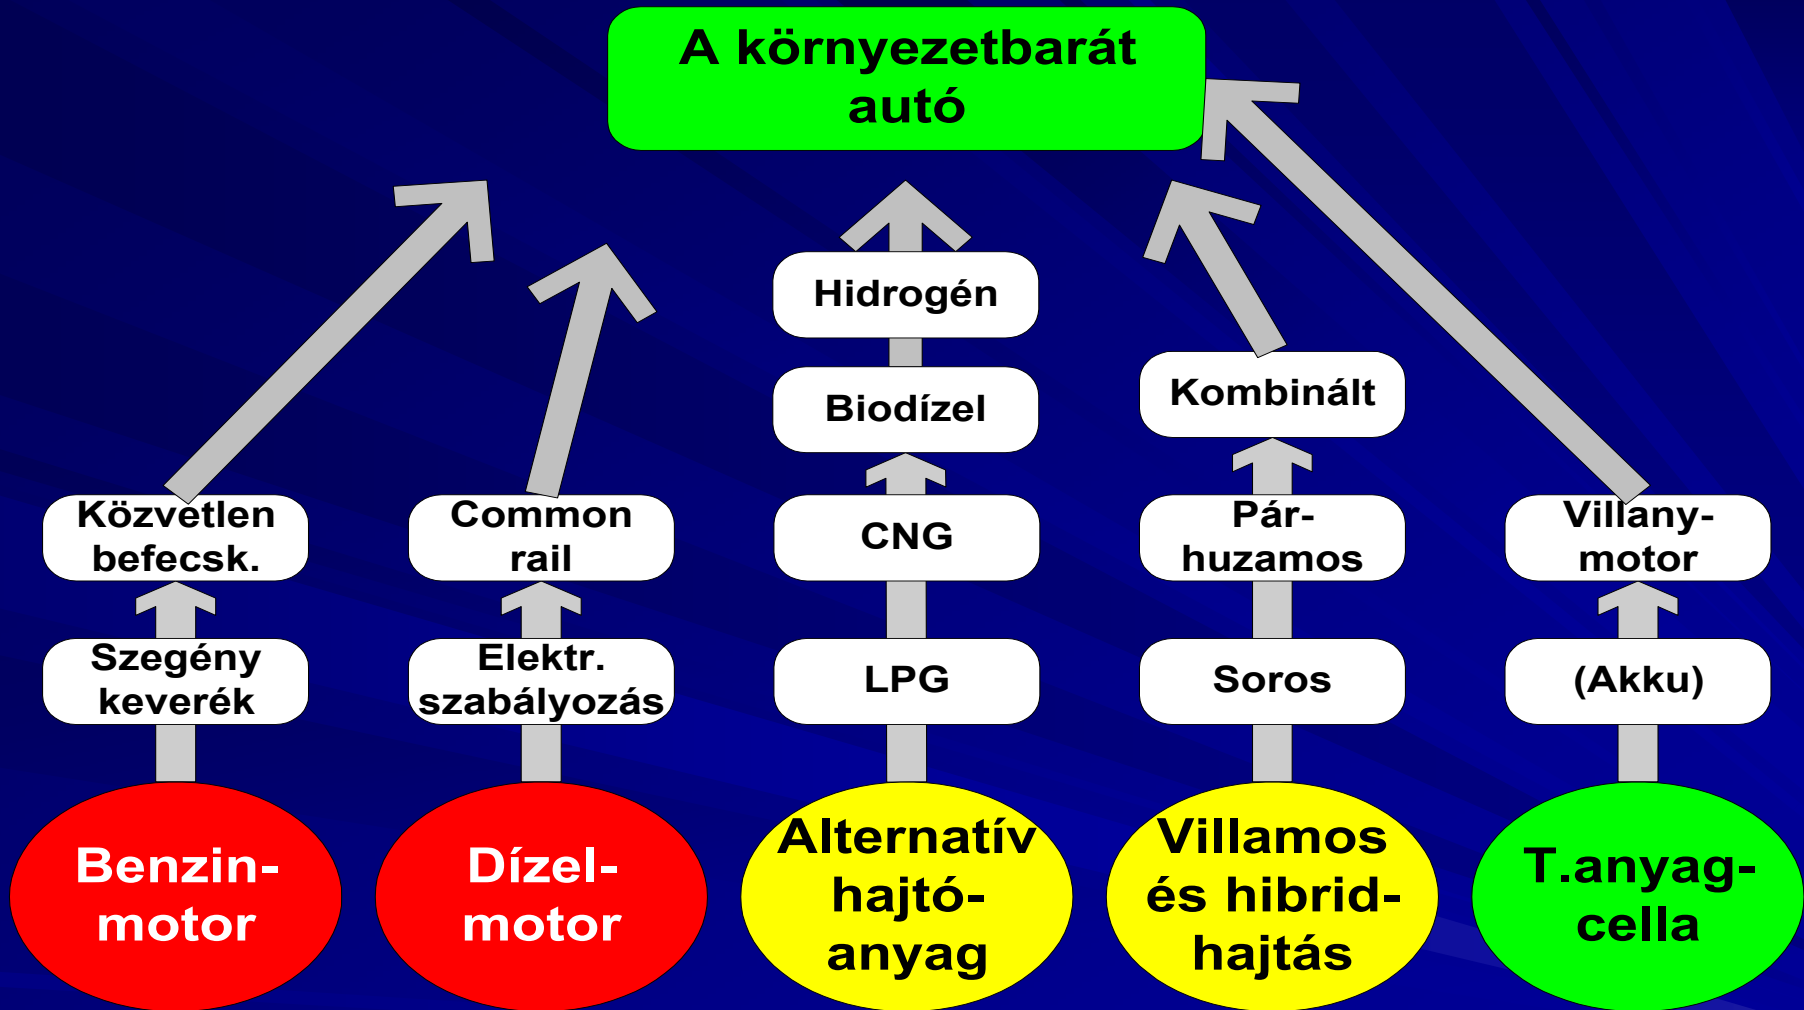 A környezetbarát
autó
Hidrogén
Biodízel
Kombinált
Közvetlen
befecsk.
Common
rail
CNG
Pár-
huzamos
Villany-
motor
Szegény
keverék
Elektr.
szabályozás
LPG
Soros
(Akku)
Benzin-
motor
Dízel-
motor
Alternatív
hajtó-
anyag
Villamos
és hibrid-
hajtás
T.anyag-
cella